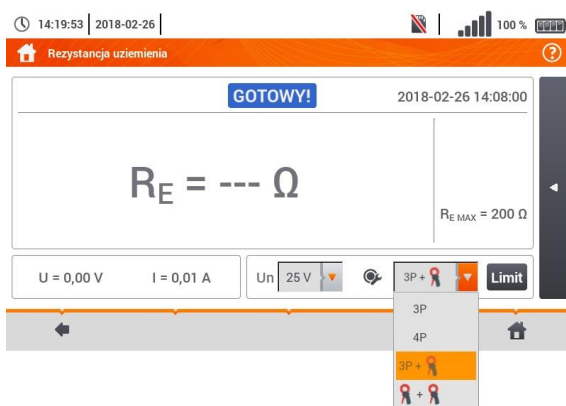 14:19:53 2018-02-26 100 %
Rezystancja uziemienia ?
GOTOWY! 2018-02-26 14:08:00
RE = --- Ω
RE MAX = 200 Ω
U = 0,00 V I = 0,01 A Un 25 V 3P + Limit
3P
4P
3P +
+